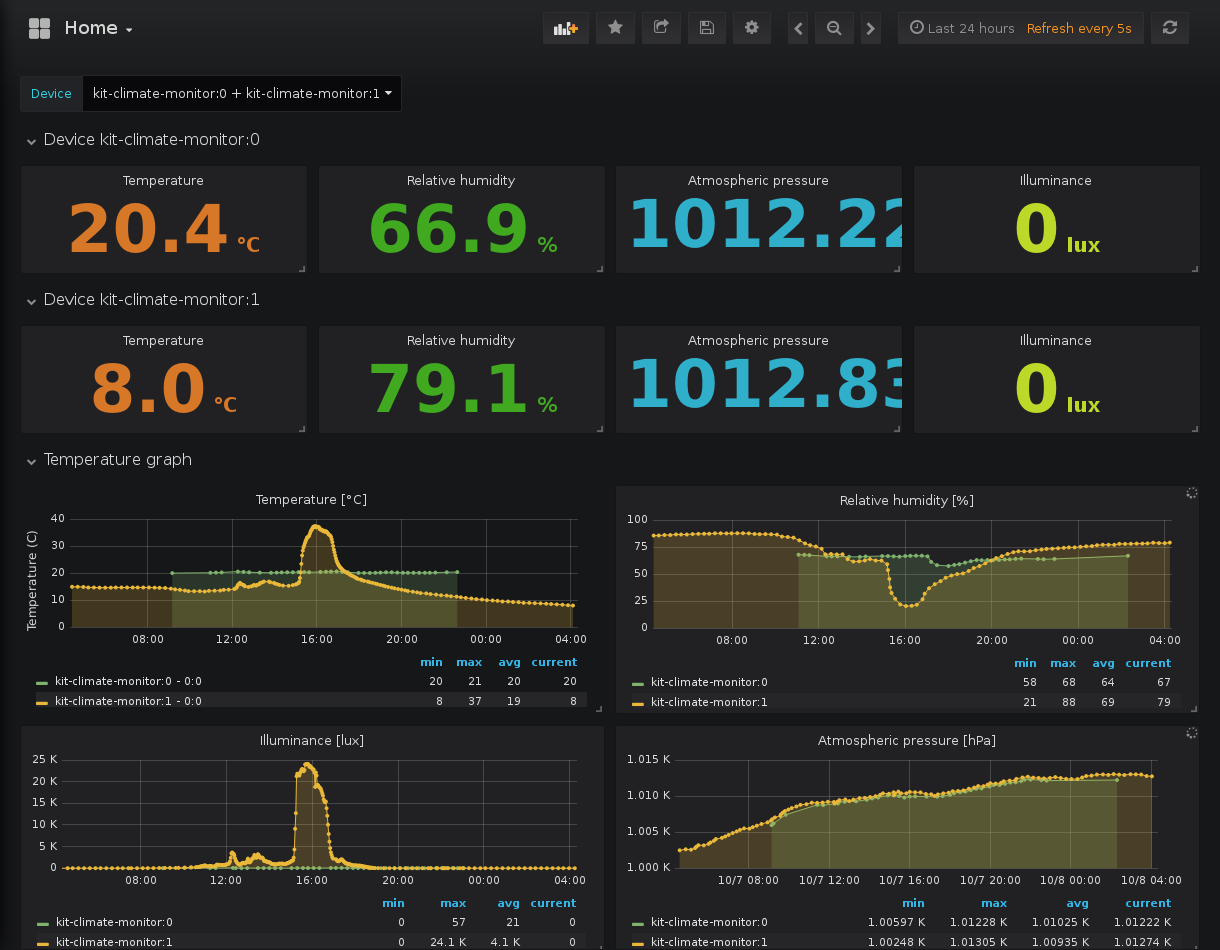 Home
Last 24 hours Refresh every 5s
Device kit-climate-monitor:0 + kit-climate-monitor:1
Device kit-climate-monitor:0
Temperature Relative humidity Atmospheric pressure Illuminance
20.4 °C 66.9 % 1012.22 0 lux
Device kit-climate-monitor:1
Temperature Relative humidity Atmospheric pressure Illuminance
8.0 °C 79.1 % 1012.83 0 lux
Temperature graph
Temperature [°C]
Temperature (C)
40
30
20
10
0
08:00 12:00 16:00 20:00 00:00 04:00
min max avg current
kit-climate-monitor:0 - 0:0 20 21 20 20
kit-climate-monitor:1 - 0:0 8 37 19 8
Relative humidity [%]
100
75
50
25
0
08:00 12:00 16:00 20:00 00:00 04:00
min max avg current
kit-climate-monitor:0 58 68 64 67
kit-climate-monitor:1 21 88 69 79
Illuminance [lux]
25 K
20 K
15 K
10 K
5 K
0
08:00 12:00 16:00 20:00 00:00 04:00
min max avg current
kit-climate-monitor:0 0 57 21 0
kit-climate-monitor:1 0 24.1 K 4.1 K 0
Atmospheric pressure [hPa]
1.015 K
1.010 K
1.005 K
1.000 K
10/7 08:00 10/7 12:00 10/7 16:00 10/7 20:00 10/8 00:00 10/8 04:00
min max avg current
kit-climate-monitor:0 1.00597 K 1.01228 K 1.01025 K 1.01222 K
kit-climate-monitor:1 1.00248 K 1.01305 K 1.00935 K 1.01274 K